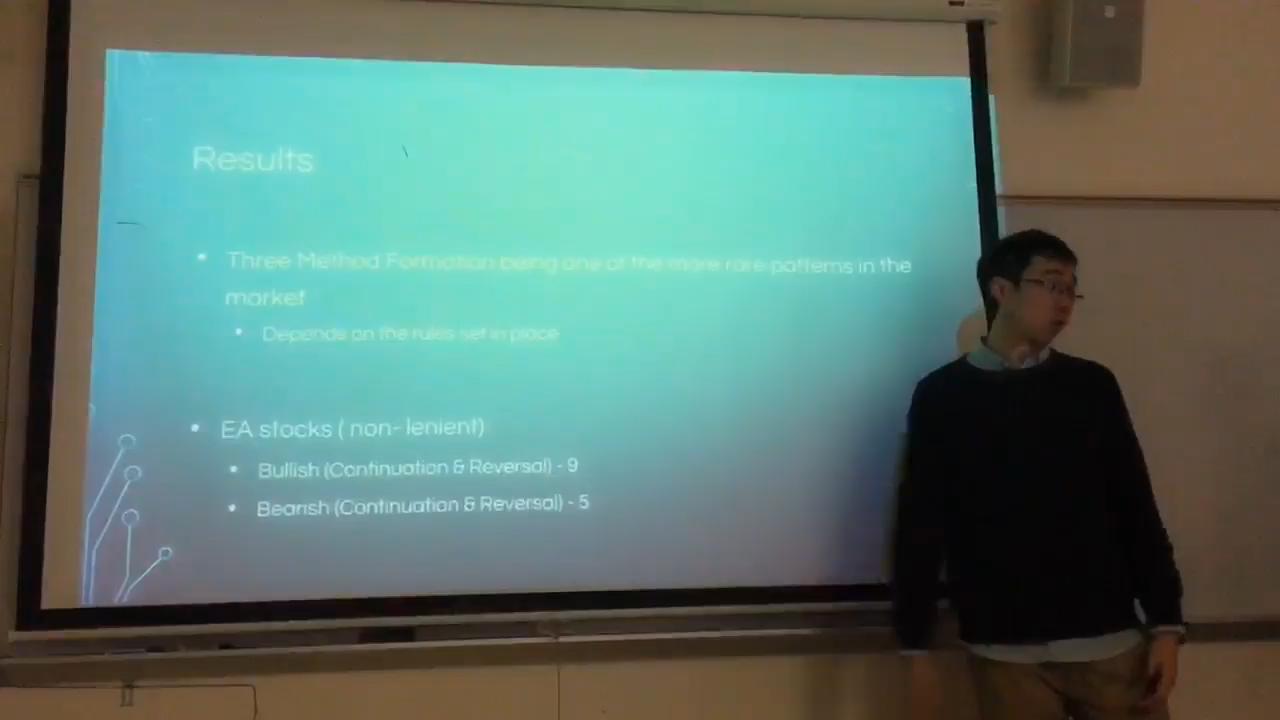 Results
Three Method Formation being one of the more rare patterns in the
market
Depends on the rules set in place
EA stocks ( non- lenient)
Bullish (Continuation & Reversal) - 9
Bearish (Continuation & Reversal) - 5